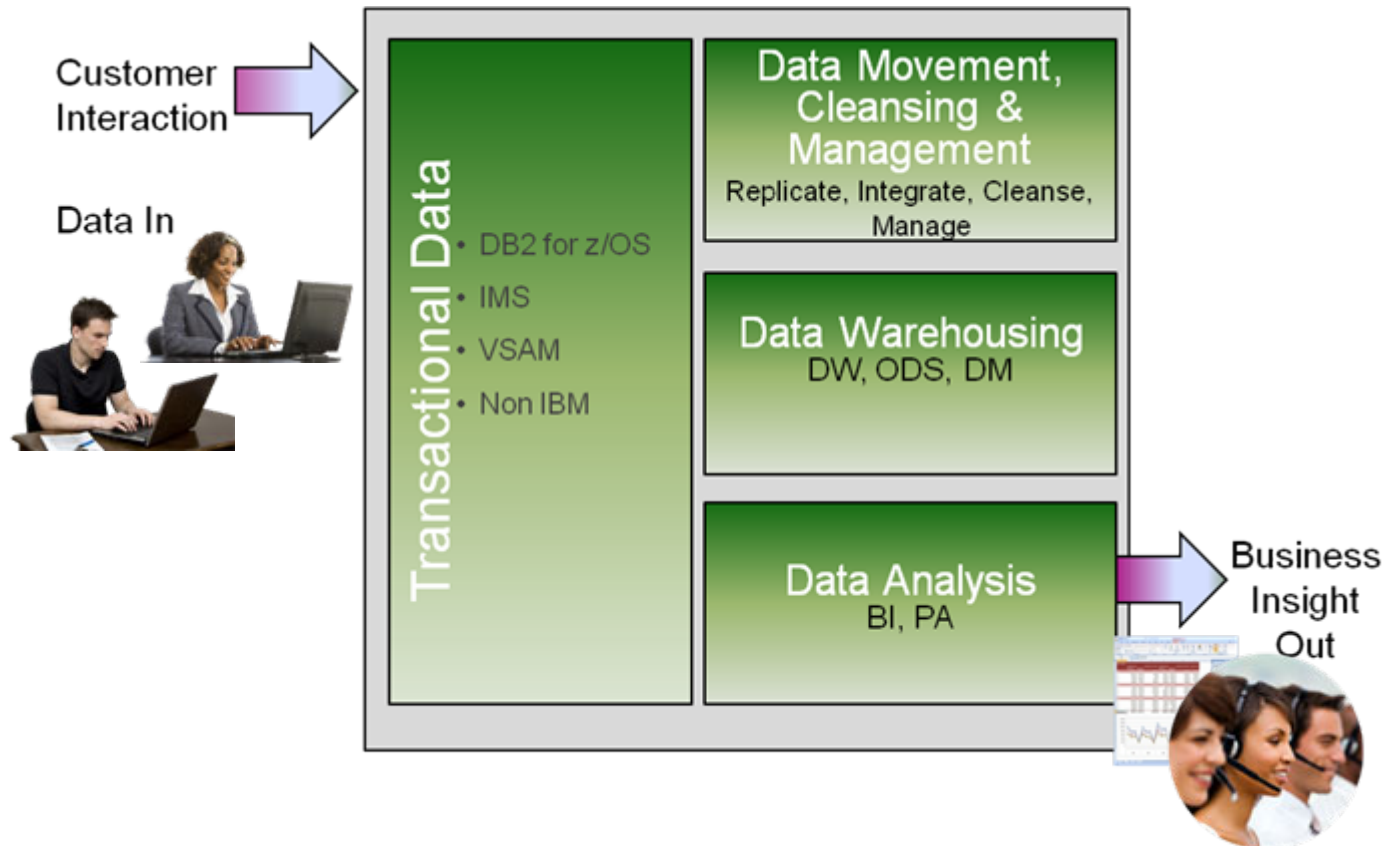 Customer
Interaction
Data In
Transactional Data
• DB2 for z/OS
• IMS
• VSAM
• Non IBM
Data Movement,
Cleansing &
Management
Replicate, Integrate, Cleanse,
Manage
Data Warehousing
DW, ODS, DM
Data Analysis
BI, PA
Business
Insight
Out